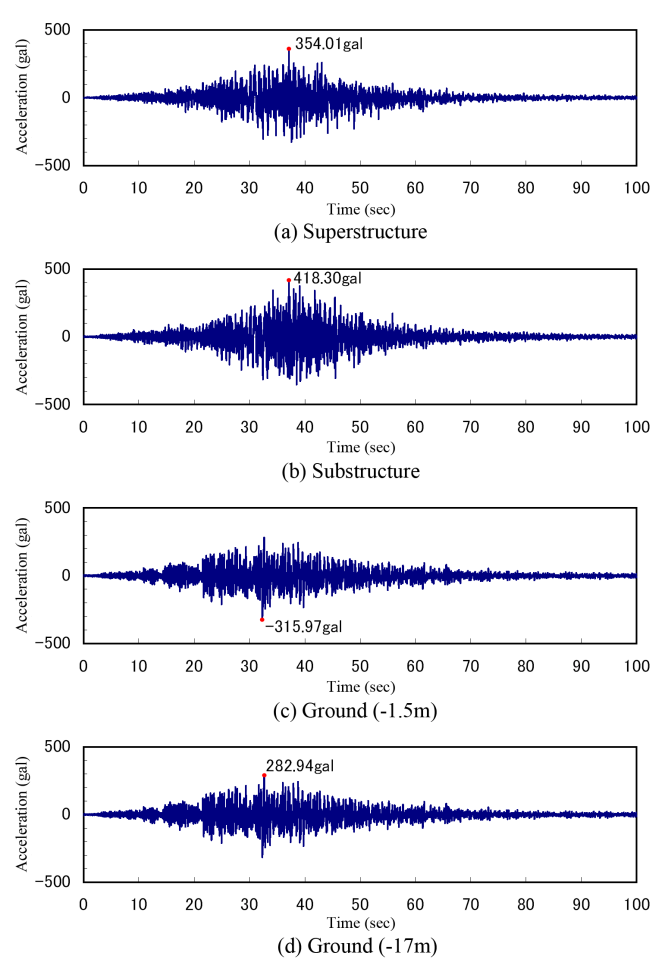 500
354.01gal
Acceleration (gal)
0
-500
0 10 20 30 40 50 60 70 80 90 100
Time (sec)
(a) Superstructure
500
418.30gal
Acceleration (gal)
0
-500
0 10 20 30 40 50 60 70 80 90 100
Time (sec)
(b) Substructure
500
Acceleration (gal)
0
-315.97gal
-500
0 10 20 30 40 50 60 70 80 90 100
Time (sec)
(c) Ground (-1.5m)
500
282.94gal
Acceleration (gal)
0
-500
0 10 20 30 40 50 60 70 80 90 100
Time (sec)
(d) Ground (-17m)